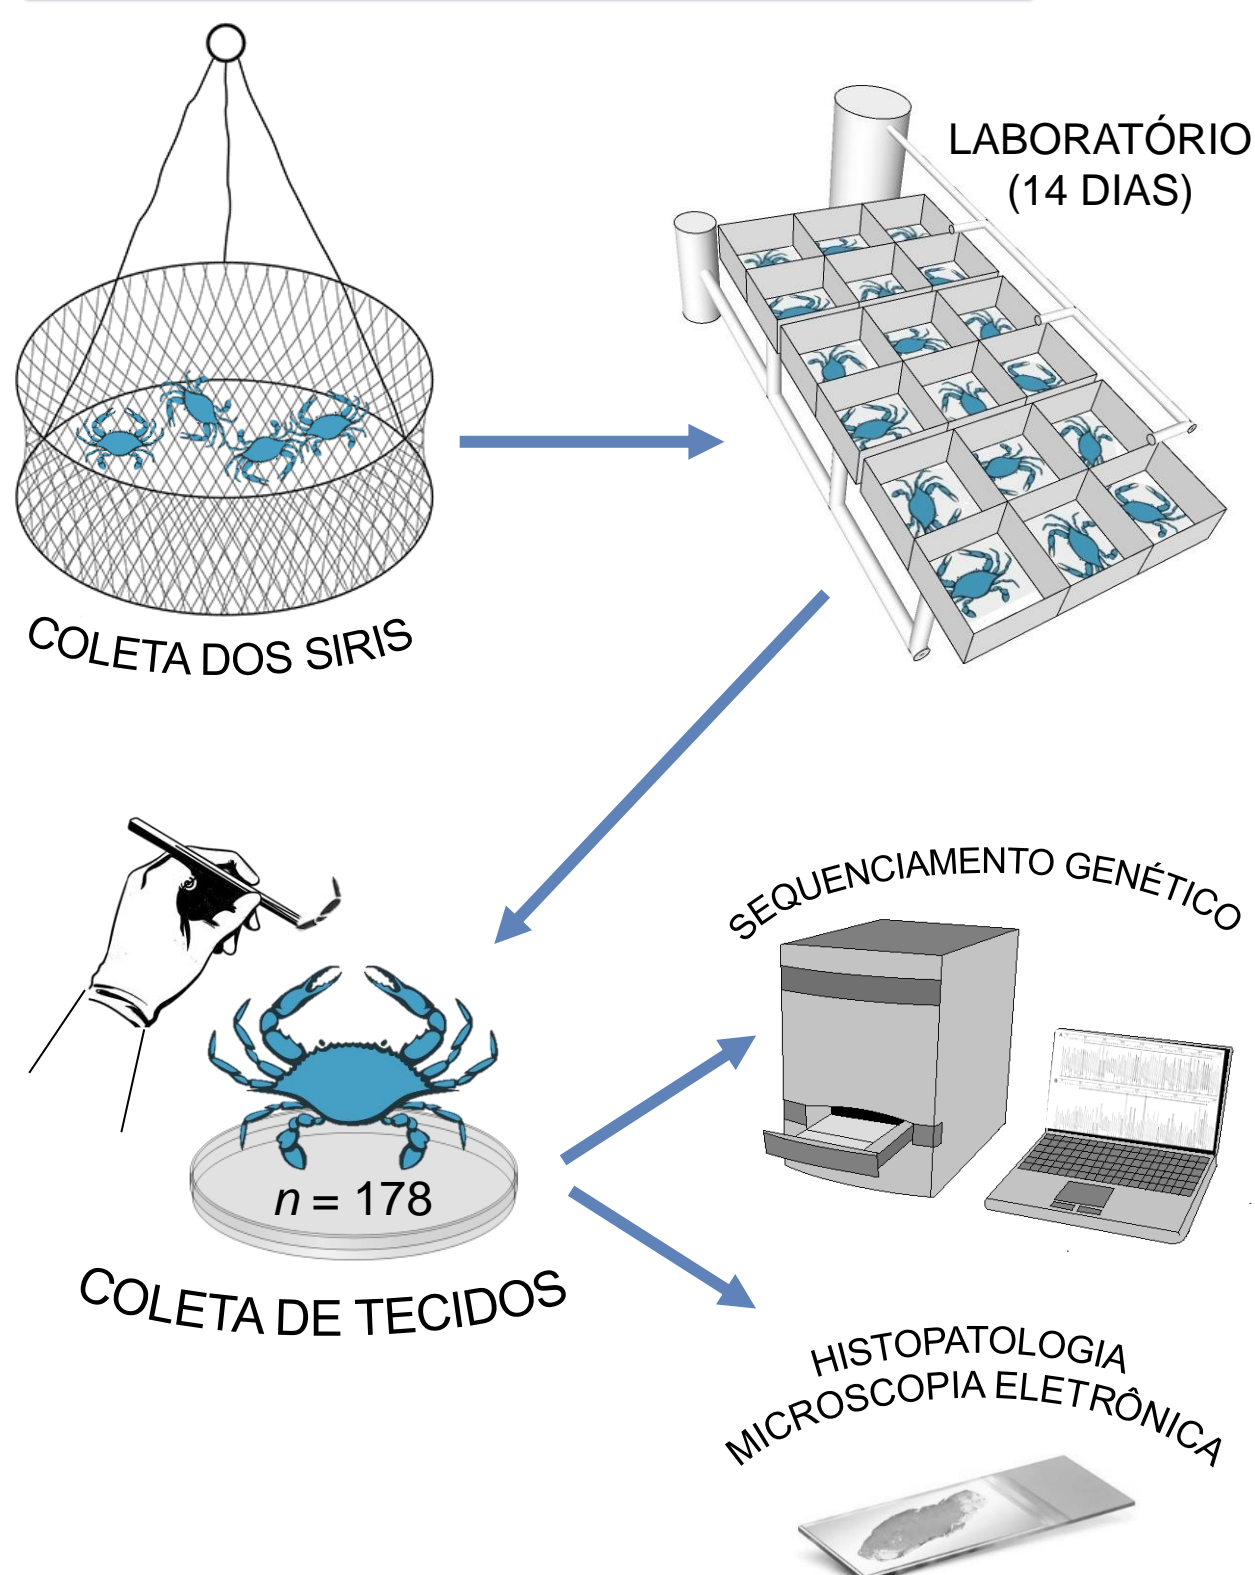 LABORATÓRIO
(14 DIAS)
COLETA DOS SIRIS
SEQUENCIAMENTO GENÉTICO
n = 178
COLETA DE TECIDOS
HISTOPATOLOGIA
MICROSCOPIA ELETRÔNICA